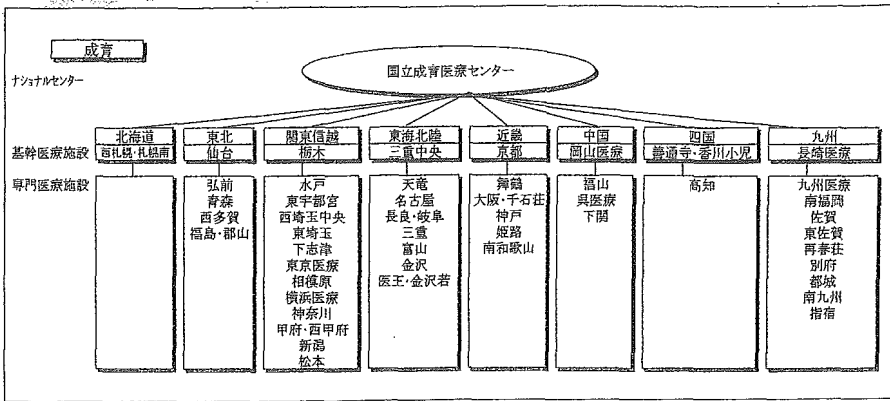 成育
国立成育医療センター
ナショナルセンター
北海道
東北
関東信越
東海北陸
近畿
中国
四国
九州
基幹医療施設
西札幌・札幌南
仙台
栃木
三重中央
京都
岡山医療
善通寺・香川小児
長崎医療
専門医療施設
弘前
青森
西多賀
福島・郡山
水戸
東宇都宮
西埼玉中央
東埼玉
下志津
東京医療
相模原
横浜医療
神奈川
甲府・西甲府
新潟
松本
天竜
名古屋
長良・岐阜
三重
富山
金沢
医王・金沢若
舞鶴
大阪・千石荘
神戸
姫路
南和歌山
福山
呉医療
下関
高知
九州医療
南福岡
佐賀
東佐賀
再春荘
別府
都城
南九州
指宿